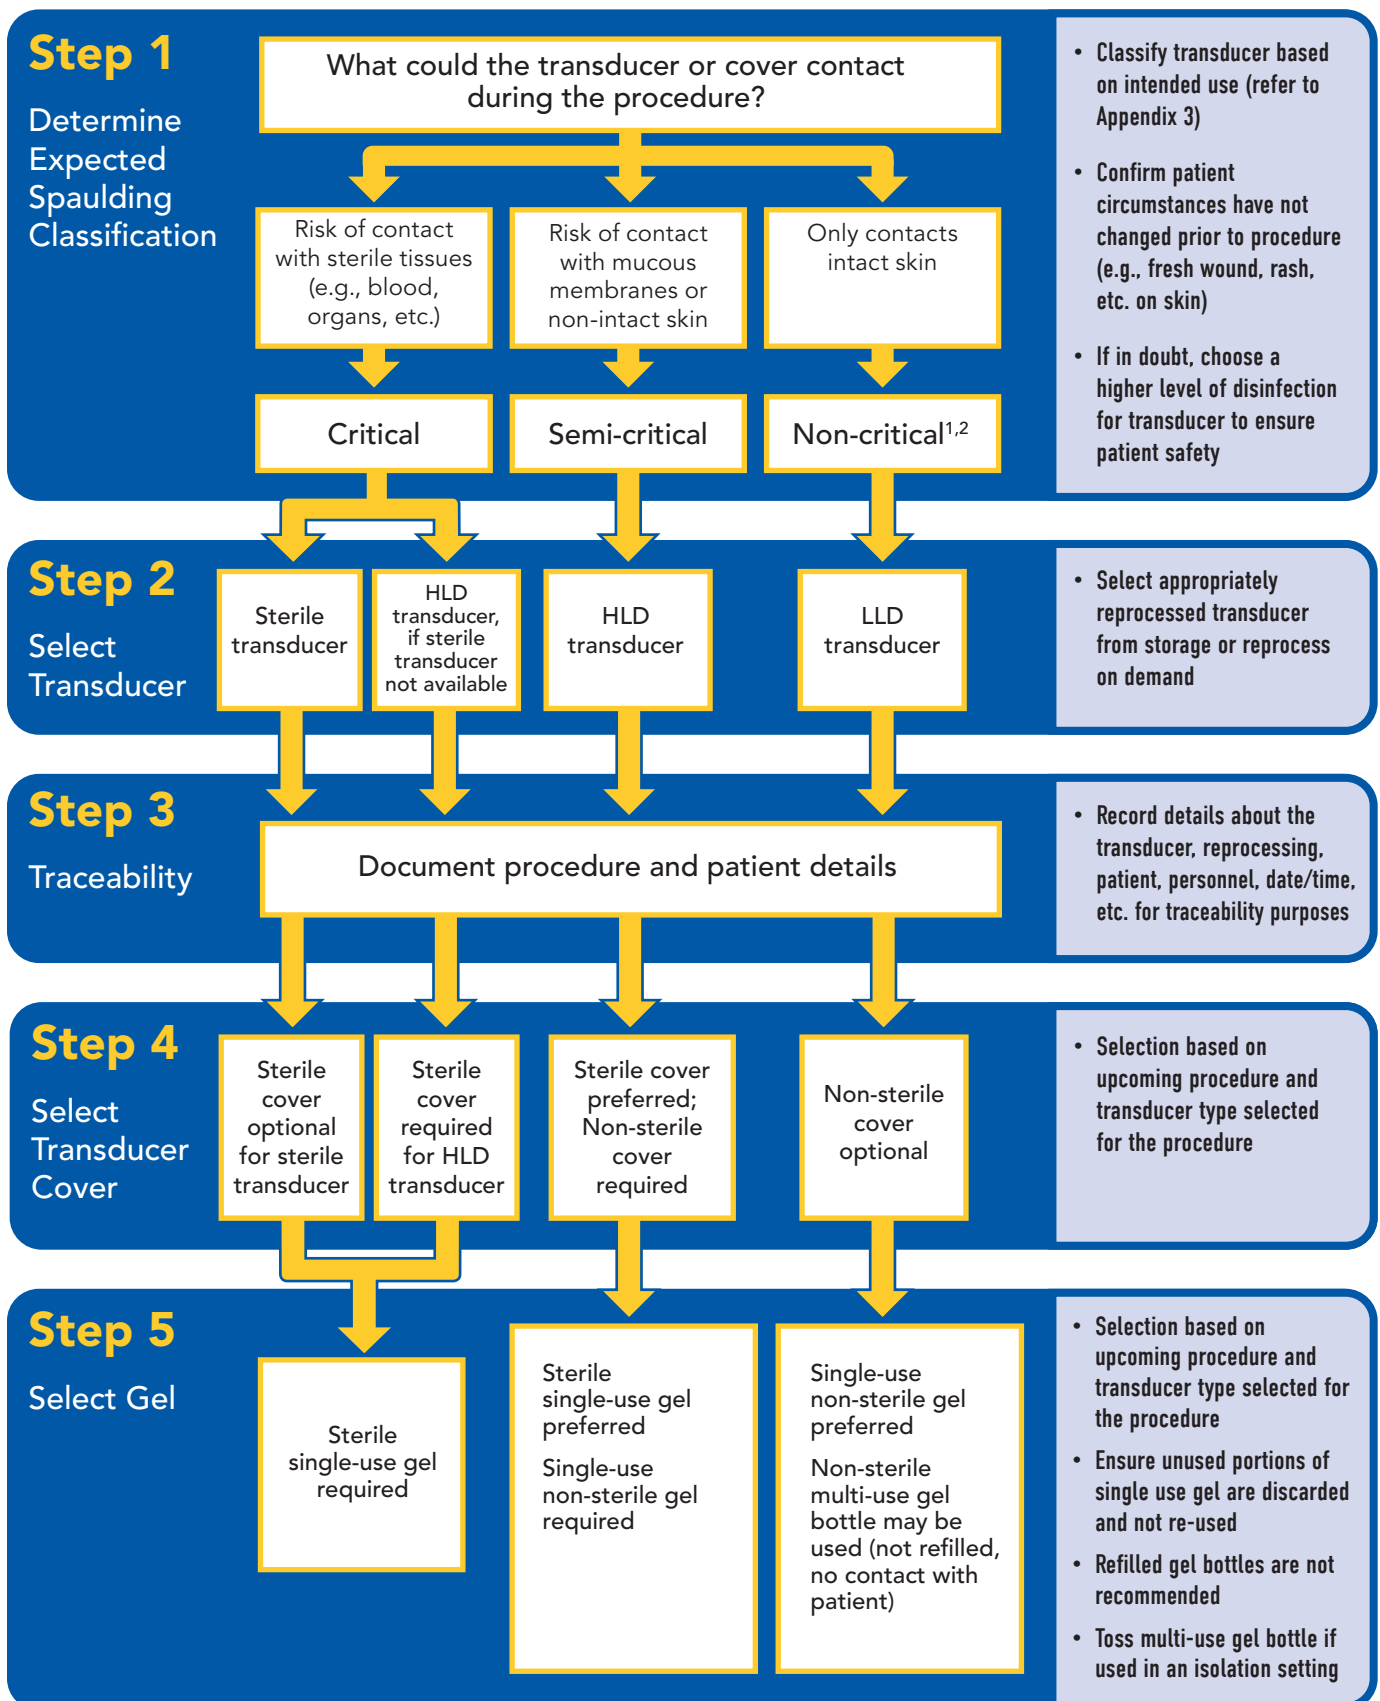 Step 1
Determine
Expected
Spaulding
Classification
What could the transducer or cover contact
during the procedure?
Risk of contact
with sterile tissues
(e.g., blood,
organs, etc.)
Risk of contact
with mucous
membranes or
non-intact skin
Only contacts
intact skin
Critical
Semi-critical
Non-critical1,2
• Classify transducer based
on intended use (refer to
Appendix 3)
• Confirm patient
circumstances have not
changed prior to procedure
(e.g., fresh wound, rash,
etc. on skin)
• If in doubt, choose a
higher level of disinfection
for transducer to ensure
patient safety
Step 2
Select
Transducer
Sterile
transducer
HLD
transducer,
if sterile
transducer
not available
HLD
transducer
LLD
transducer
• Select appropriately
reprocessed transducer
from storage or reprocess
on demand
Step 3
Traceability
Document procedure and patient details
• Record details about the
transducer, reprocessing,
patient, personnel, date/time,
etc. for traceability purposes
Step 4
Select
Transducer
Cover
Sterile
cover
optional
for sterile
transducer
Sterile
cover
required
for HLD
transducer
Sterile cover
preferred;
Non-sterile
cover
required
Non-sterile
cover
optional
• Selection based on
upcoming procedure and
transducer type selected
for the procedure
Step 5
Select Gel
Sterile
single-use gel
required
Sterile
single-use gel
preferred
Single-use
non-sterile gel
required
Single-use
non-sterile gel
preferred
Non-sterile
multi-use gel
bottle may be
used (not refilled,
no contact with
patient)
• Selection based on
upcoming procedure and
transducer type selected for
the procedure
• Ensure unused portions of
single use gel are discarded
and not re-used
• Refilled gel bottles are not
recommended
• Toss multi-use gel bottle if
used in an isolation setting